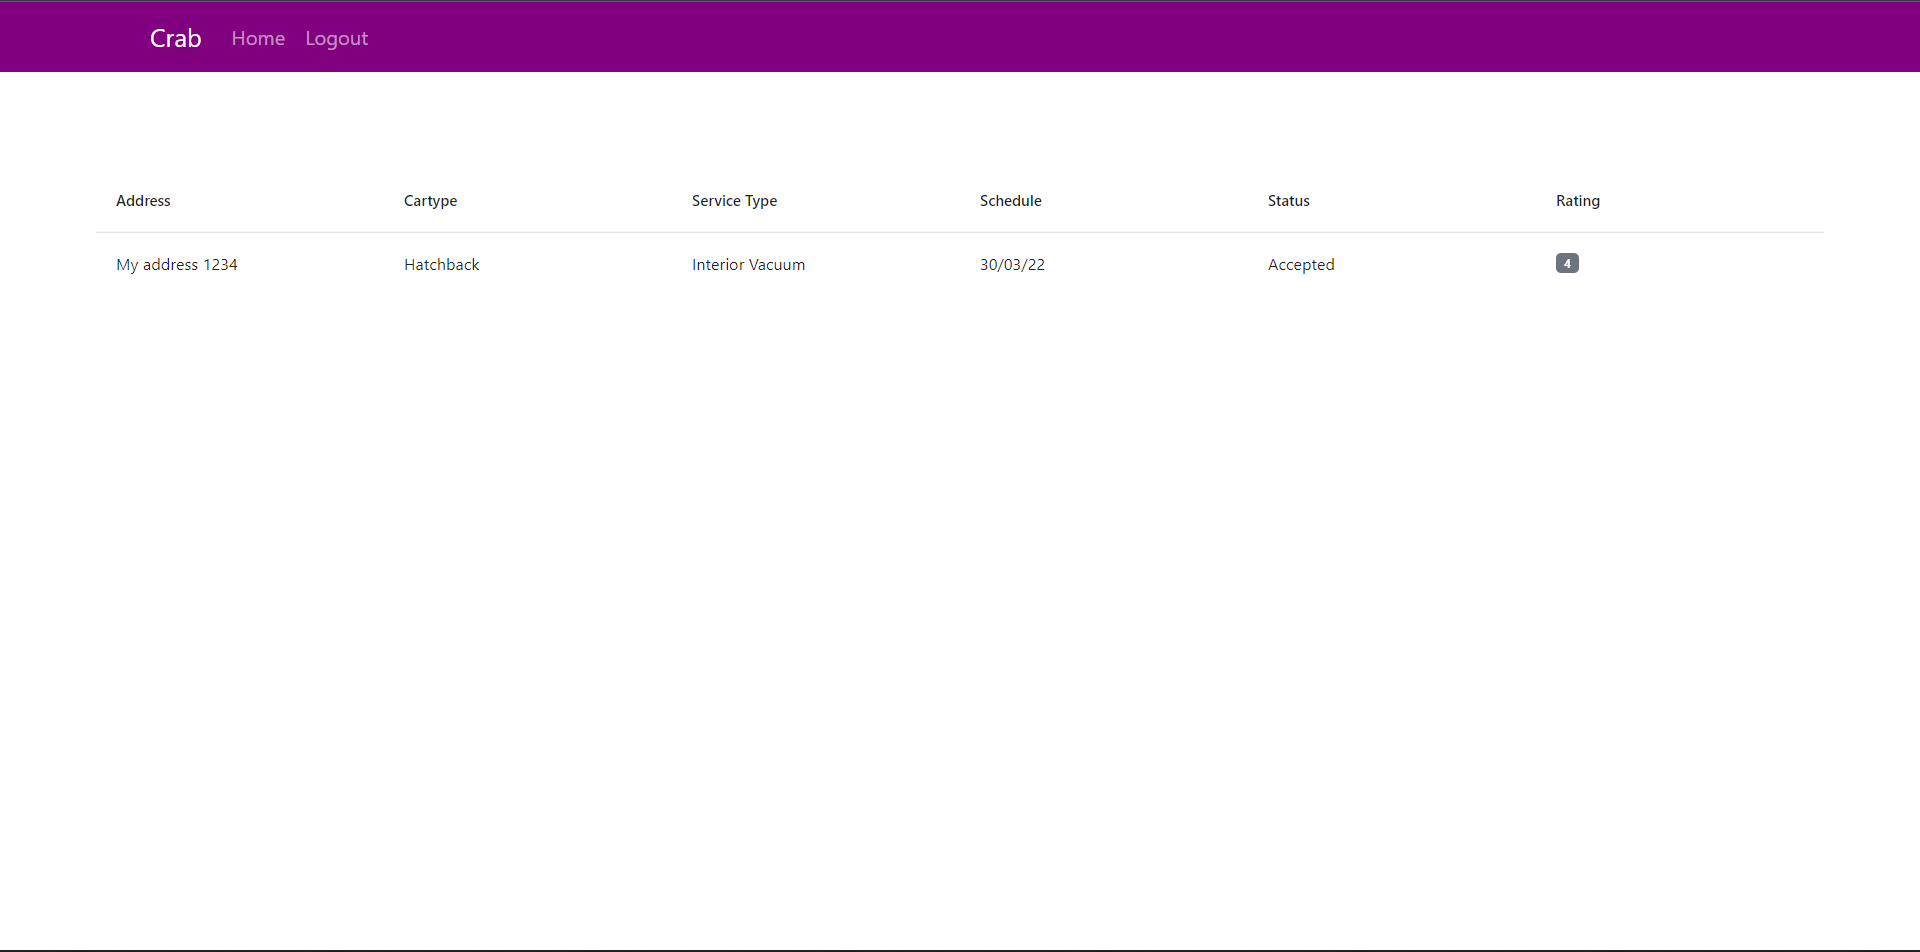 Crab Home Logout
Address Cartype Service Type Schedule Status Rating
My address 1234 Hatchback Interior Vacuum 30/03/22 Accepted 4